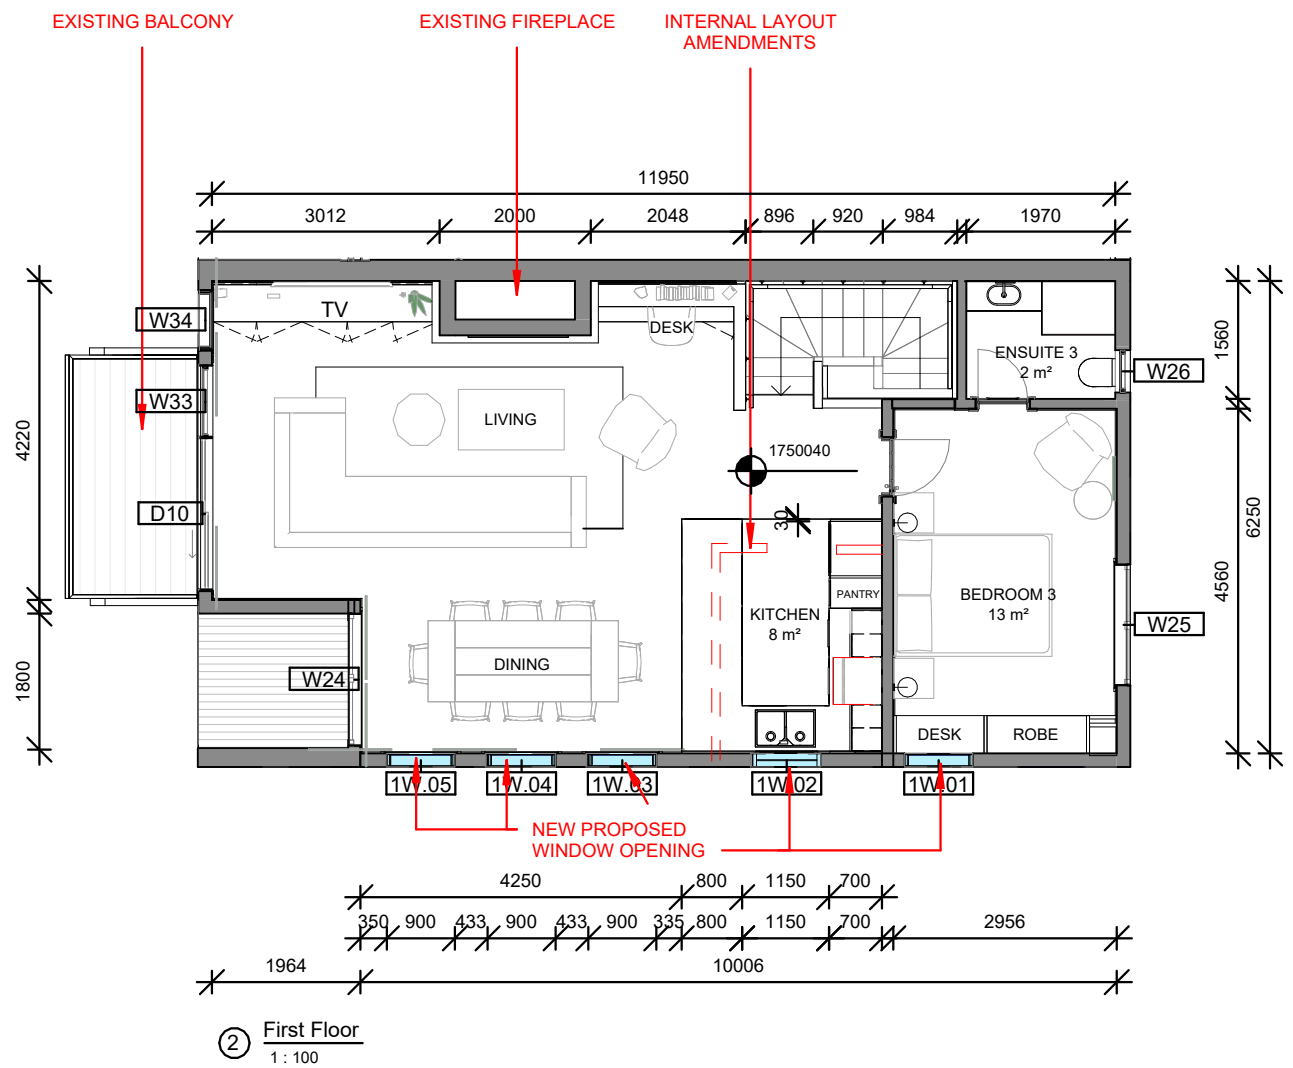 EXISTING BALCONY
EXISTING FIREPLACE
INTERNAL LAYOUT
AMENDMENTS
11950
3012
2000
2048
896
920
984
1970
TV
DESK
W34
W33
D10
W24
4220
1800
LIVING
DINING
1750040
30
KITCHEN
8 m²
PANTRY
ENSUITE 3
2 m²
W26
BEDROOM 3
13 m²
W25
DESK
ROBE
1560
4560
6250
1W.05
1W.04
1W.03
1W.02
1W.01
NEW PROPOSED
WINDOW OPENING
4250
800
1150
700
350
900
433
900
433
900
335
800
1150
700
2956
1964
10006
2
First Floor
1 : 100